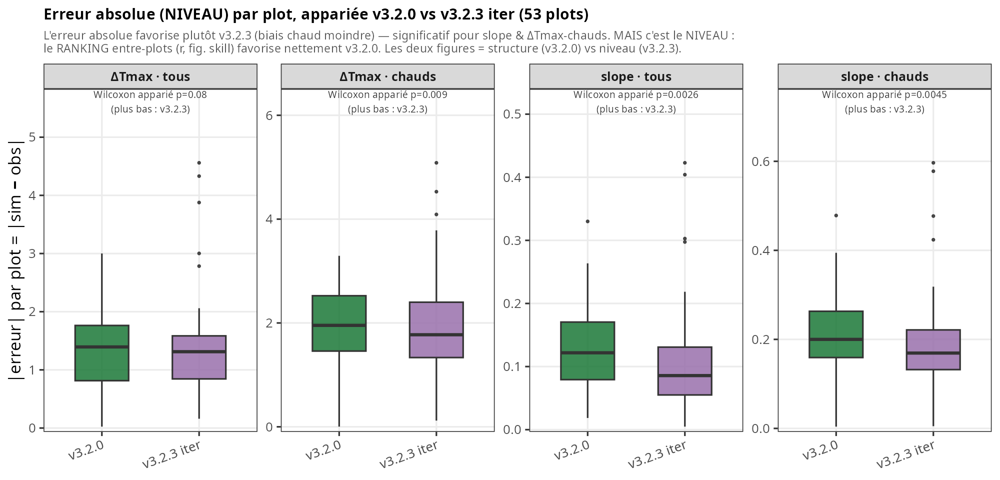 Erreur absolue (NIVEAU) par plot, appariée v3.2.0 vs v3.2.3 iter (53 plots)
L'erreur absolue favorise plutôt v3.2.3 (biais chaud moindre) — significatif pour slope & ΔTmax-chauds. MAIS c'est le NIVEAU :
le RANKING entre-plots (r, fig. skill) favorise nettement v3.2.0. Les deux figures = structure (v3.2.0) vs niveau (v3.2.3).
|erreur| par plot = |sim − obs|
ΔTmax · tous
Wilcoxon apparié p=0.08
(plus bas : v3.2.3)
5
4
3
2
1
0
v3.2.0
v3.2.3 iter
ΔTmax · chauds
Wilcoxon apparié p=0.009
(plus bas : v3.2.3)
6
4
2
0
v3.2.0
v3.2.3 iter
slope · tous
Wilcoxon apparié p=0.0026
(plus bas : v3.2.3)
0.5
0.4
0.3
0.2
0.1
0.0
v3.2.0
v3.2.3 iter
slope · chauds
Wilcoxon apparié p=0.0045
(plus bas : v3.2.3)
0.6
0.4
0.2
0.0
v3.2.0
v3.2.3 iter